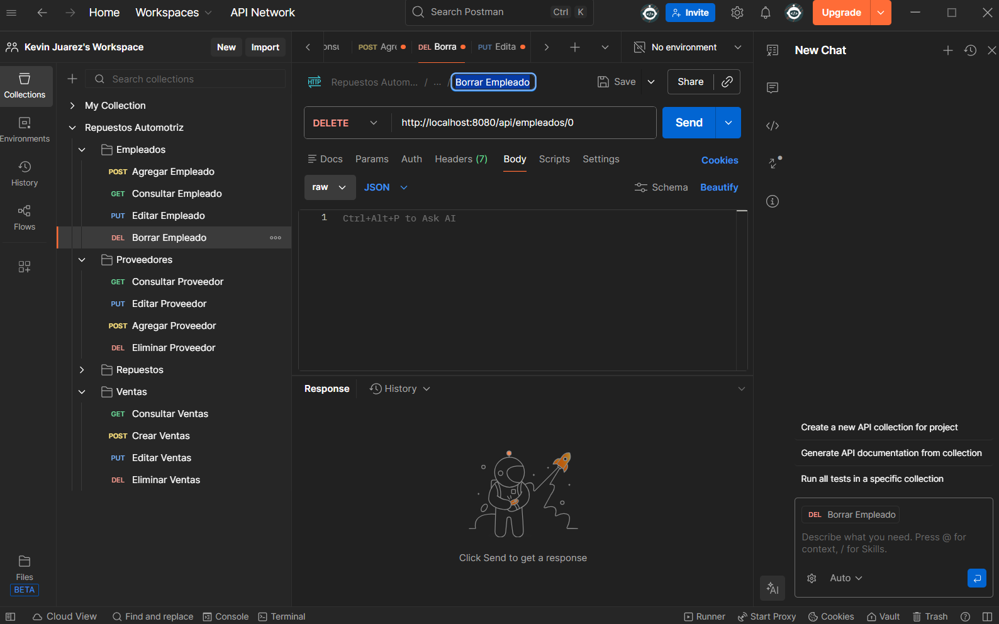 Home Workspaces API Network Search Postman Ctrl K Invite Upgrade
Kevin Juarez's Workspace New Import
POST Agre DEL Borra PUT Edita No environment New Chat
Collections
Search collections
Repuestos Autom... / ... / Borrar Empleado Save Share
My Collection
Environments
Repuestos Automotriz
DELETE http://localhost:8080/api/empleados/0 Send
Empleados
Docs Params Auth Headers (7) Body Scripts Settings Cookies
POST Agregar Empleado
History
raw JSON Schema Beautify
GET Consultar Empleado
PUT Editar Empleado
1 Ctrl+Alt+P to Ask AI
Flows
DEL Borrar Empleado
Proveedores
GET Consultar Proveedor
PUT Editar Proveedor
POST Agregar Proveedor
DEL Eliminar Proveedor
Repuestos
Response History
Ventas
GET Consultar Ventas
POST Crear Ventas
PUT Editar Ventas
DEL Eliminar Ventas
Click Send to get a response
Create a new API collection for project
Generate API documentation from collection
Run all tests in a specific collection
DEL Borrar Empleado
Describe what you need. Press @ for
context, / for Skills.
Auto
AI
Files
BETA
Cloud View Find and replace Console Terminal Runner Start Proxy Cookies Vault Trash